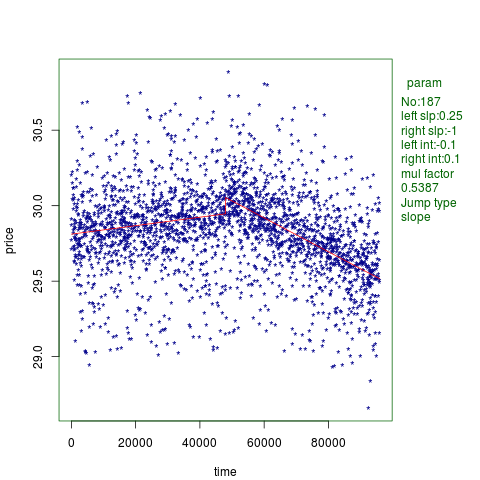 param
No:187
left slp:0.25
right slp:-1
left int:-0.1
right int:0.1
mul factor
0.5387
Jump type
slope
price
30.5
30.0
29.5
29.0
0 20000 40000 60000 80000
time